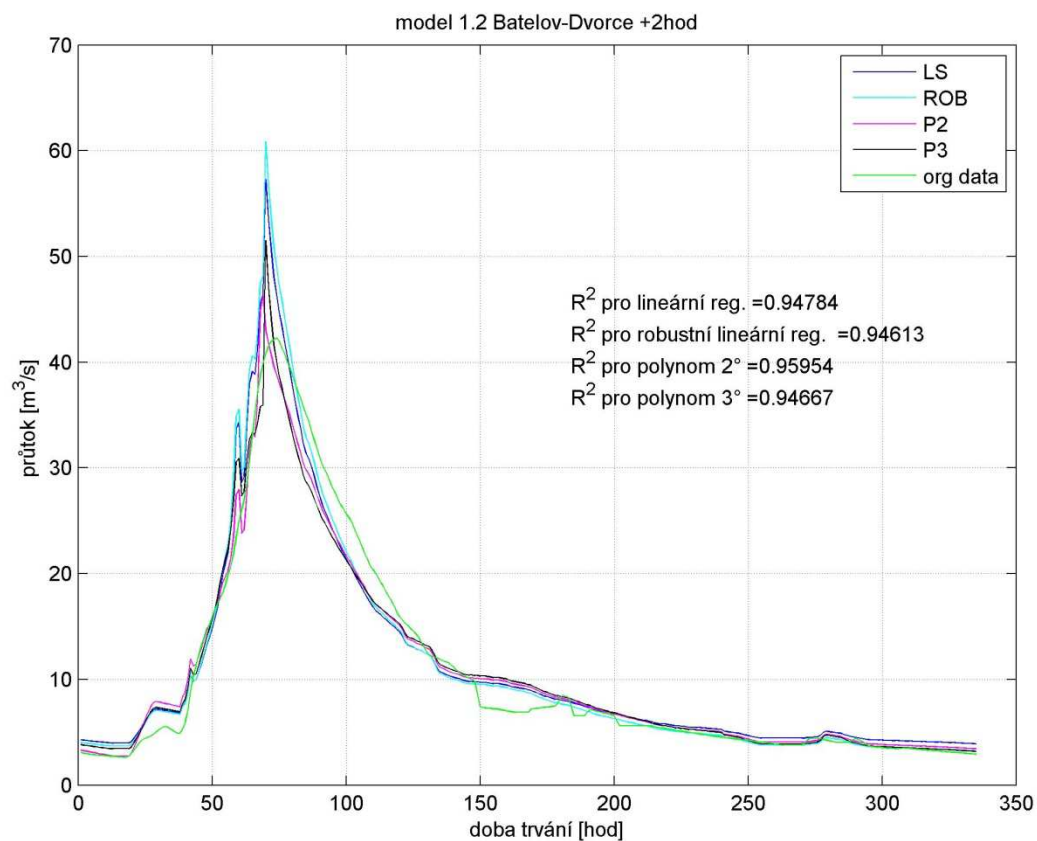 model 1.2 Batelov-Dvorce +2hod
70
60
50
40
30
20
10
0
průtok [m³/s]
LS
ROB
P2
P3
org data
R² pro lineární reg. =0.94784
R² pro robustní lineární reg. =0.94613
R² pro polynom 2° =0.95954
R² pro polynom 3° =0.94667
0 50 100 150 200 250 300 350
doba trvání [hod]